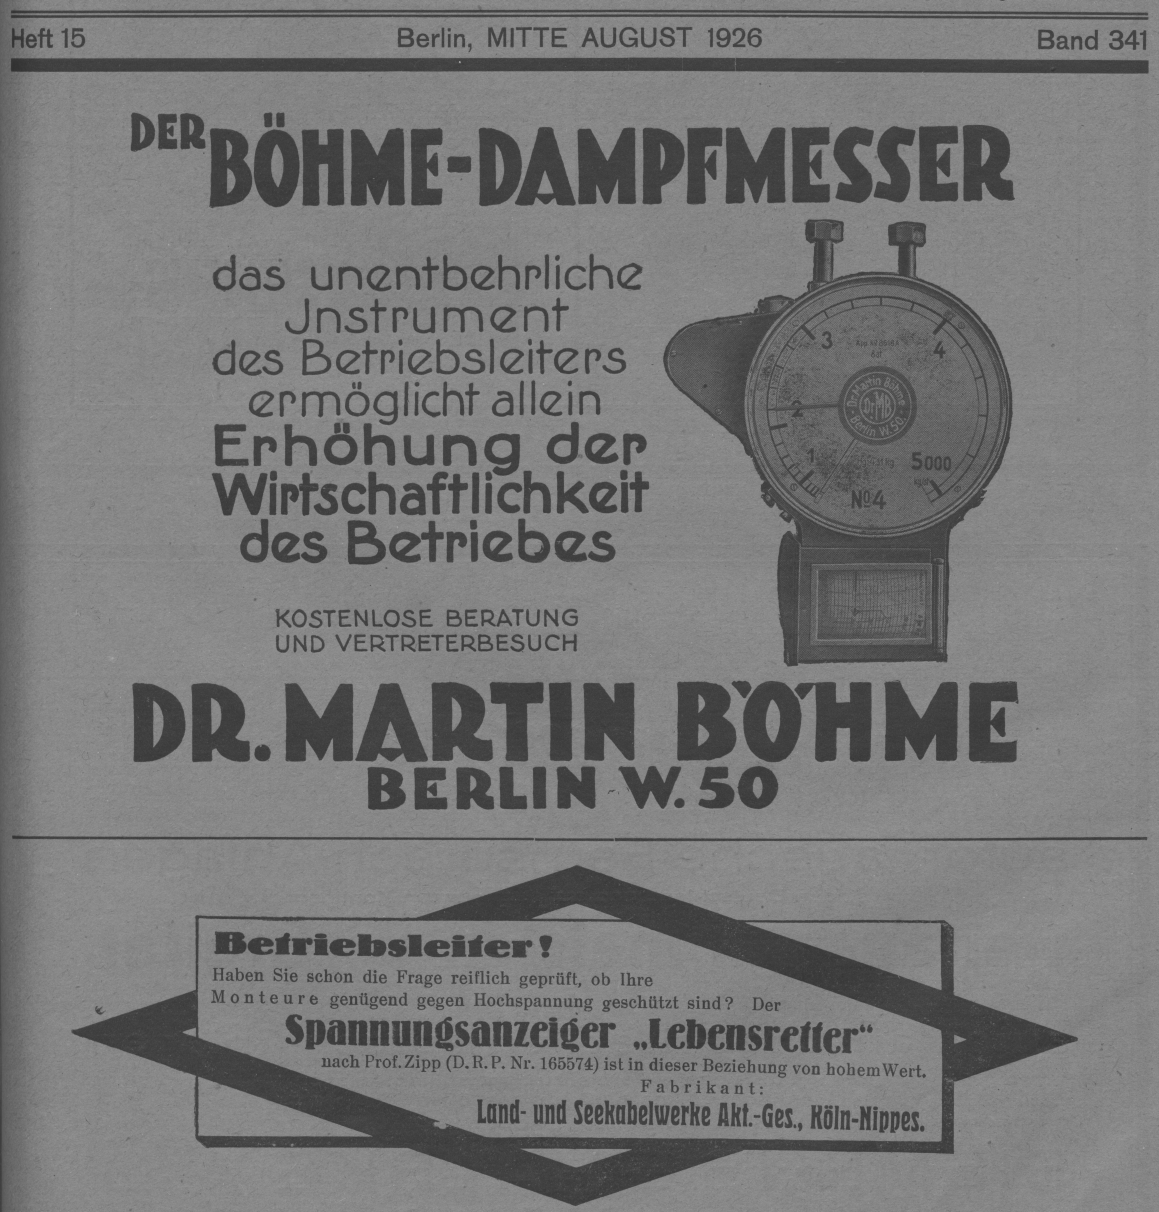 Heft 15
Berlin, MITTE AUGUST 1926
Band 341
DER BÖHME-DAMPFMESSER
das unentbehrliche
Jnstrument
des Betriebsleiters
ermöglicht allein
Erhöhung der
Wirtschaftlichkeit
des Betriebes
3
4
Dr. Martin Böhme
Dr MB
Berlin W.50
2
1
5000
№4
KOSTENLOSE BERATUNG
UND VERTRETERBESUCH
DR. MARTIN BÖHME
BERLIN W. 50
Betriebsleiter!
Haben Sie schon die Frage reiflich geprüft, ob Ihre
Monteure genügend gegen Hochspannung geschützt sind? Der
Spannungsanzeiger „Lebensretter“
nach Prof. Zipp (D. R. P. Nr. 165574) ist in dieser Beziehung von hohem Wert.
Fabrikant:
Land- und Seekabelwerke Akt.-Ges., Köln-Nippes.